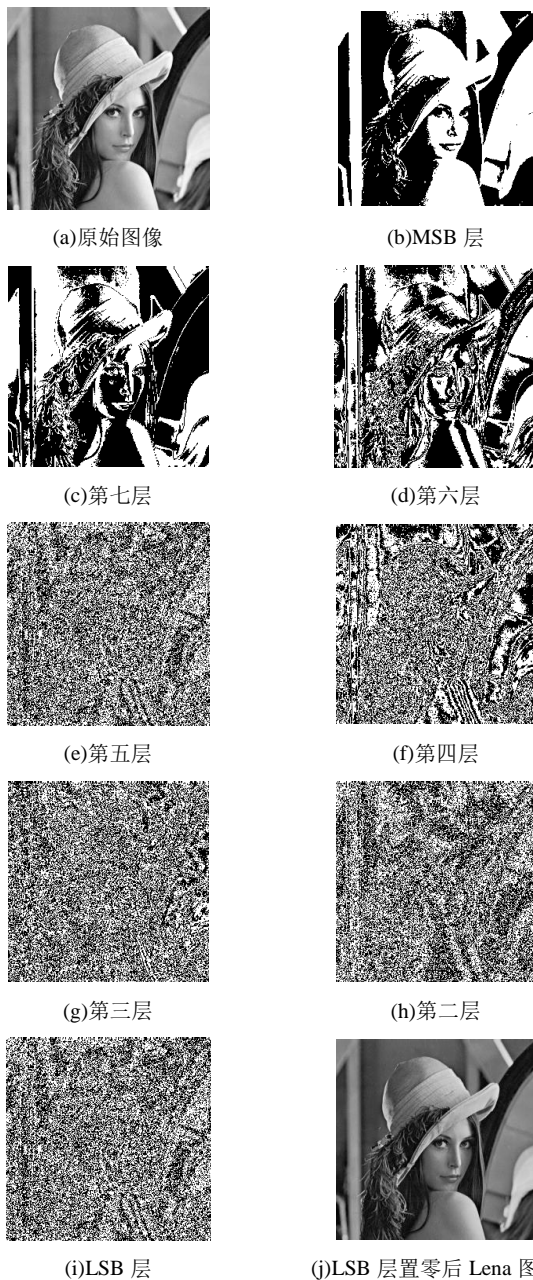 (a)原始图像
(b)MSB 层
(c)第七层
(d)第六层
(e)第五层
(f)第四层
(g)第三层
(h)第二层
(i)LSB 层
(j)LSB 层置零后 Lena 图